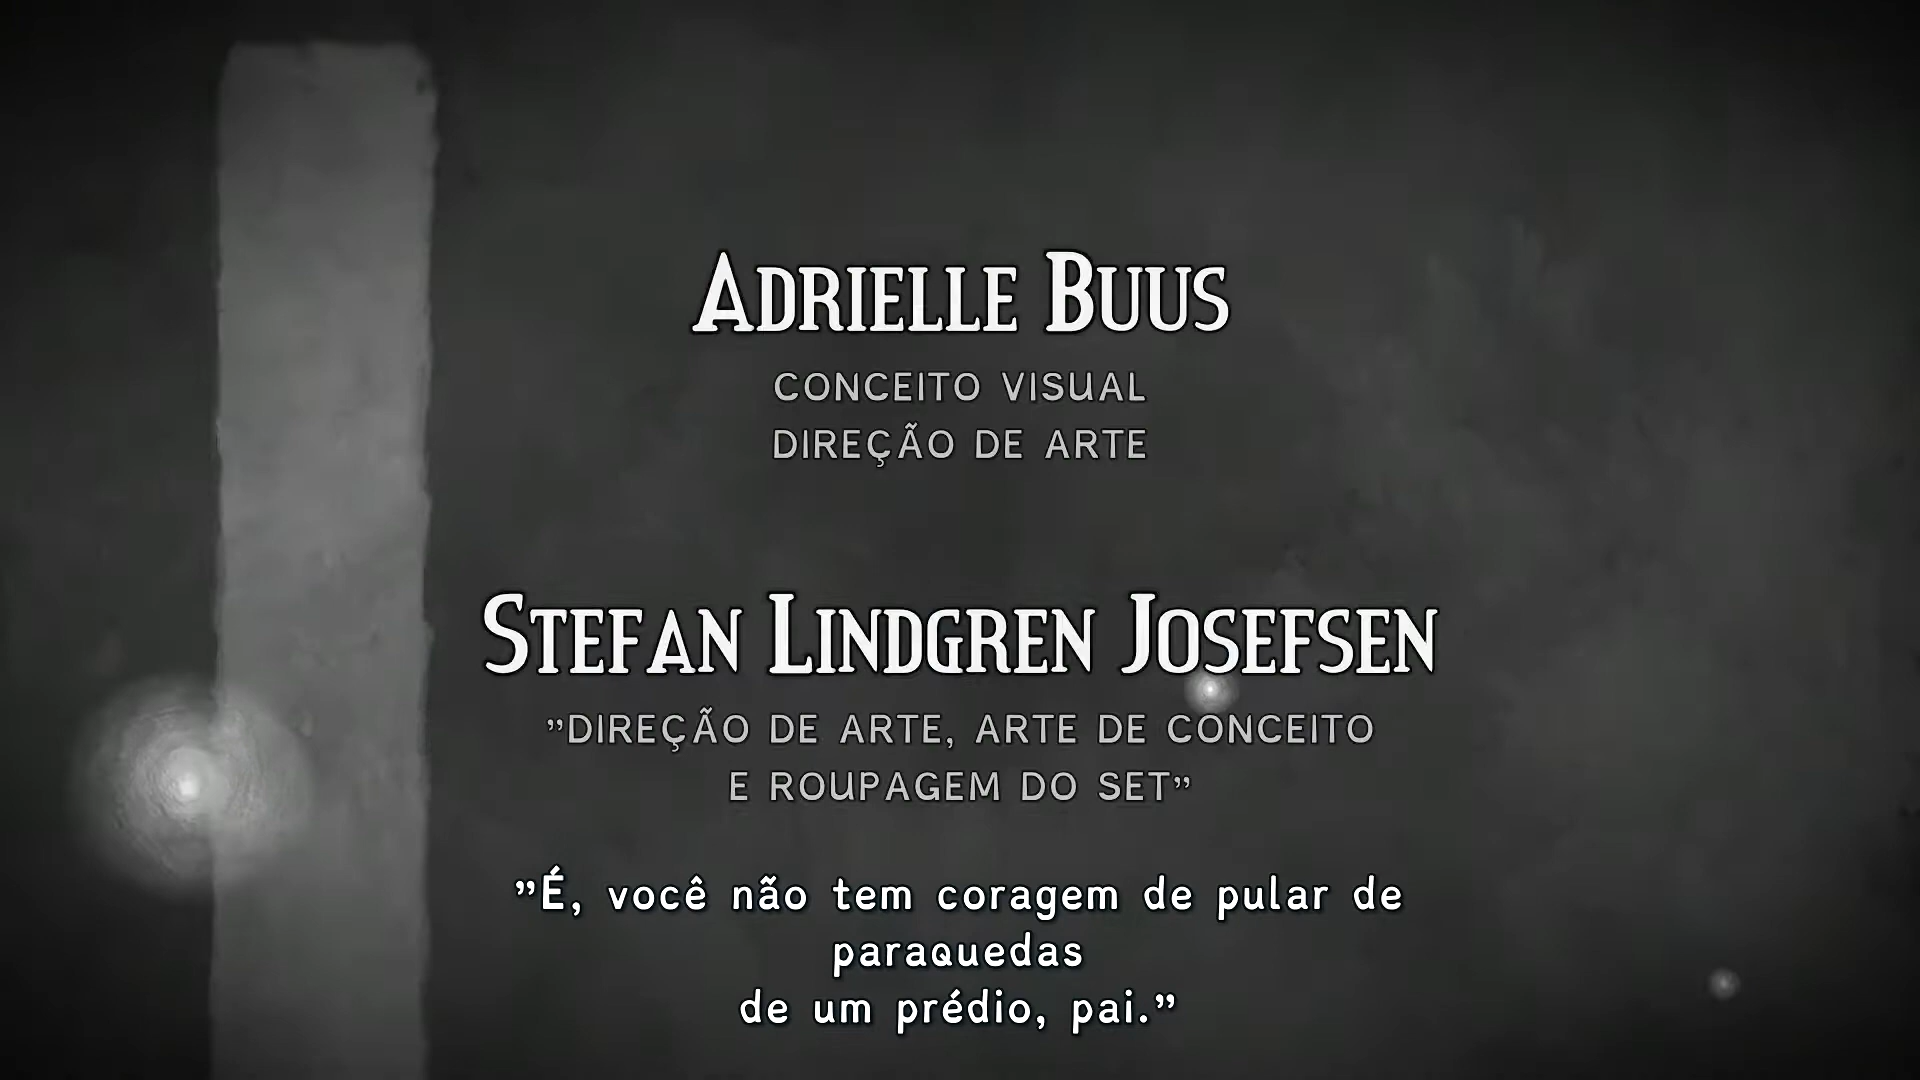 ADRIELLE BUUS
CONCEITO VISUAL
DIREÇÃO DE ARTE
STEFAN LINDGREN JOSEFSEN
”DIREÇÃO DE ARTE, ARTE DE CONCEITO
E ROUPAGEM DO SET”
”É, você não tem coragem de pular de
paraquedas
de um prédio, pai.”